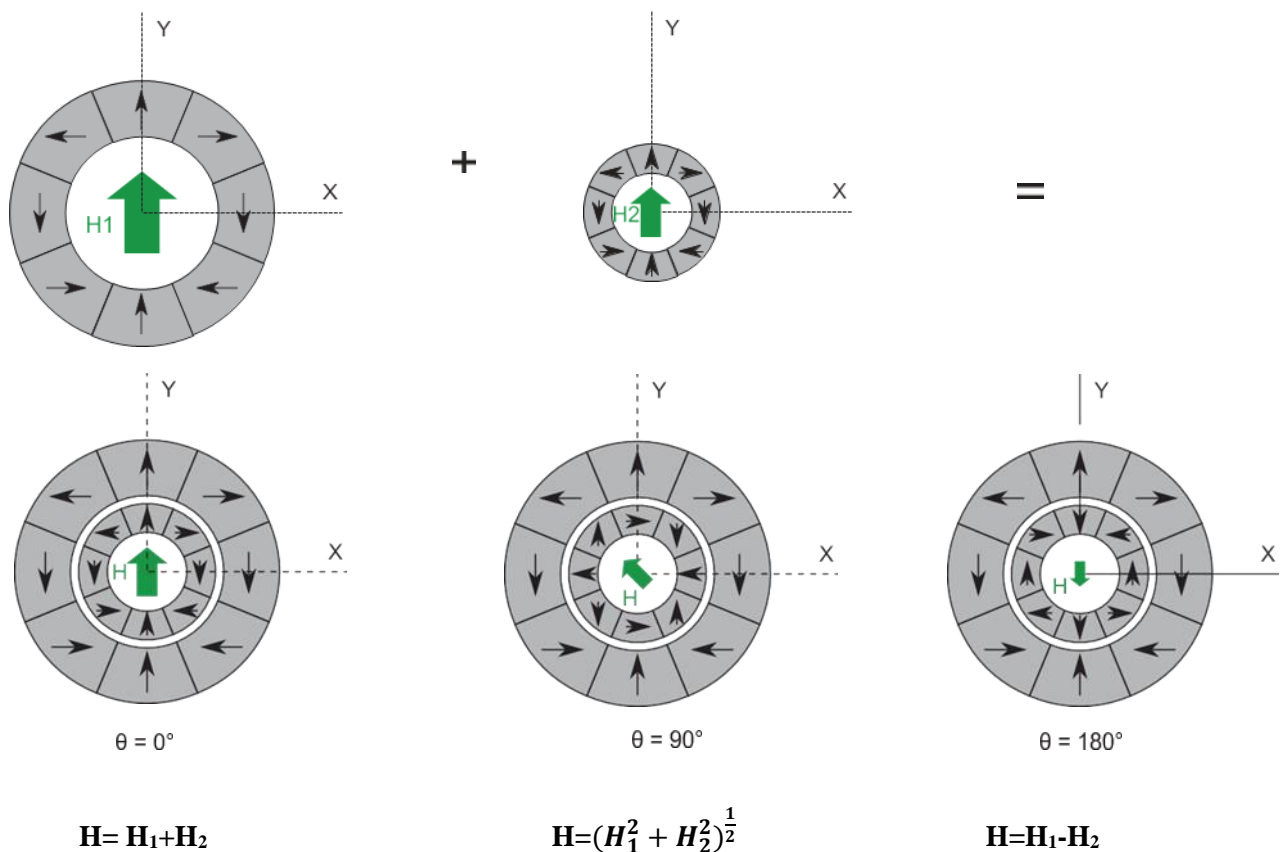 Y
Y
+
=
X
X
H1
H2
Y
Y
Y
X
X
X
H
H
H
θ = 0°
θ = 90°
θ = 180°
H= H₁+H₂
H=(H₁² + H₂²)^½
H=H₁-H₂